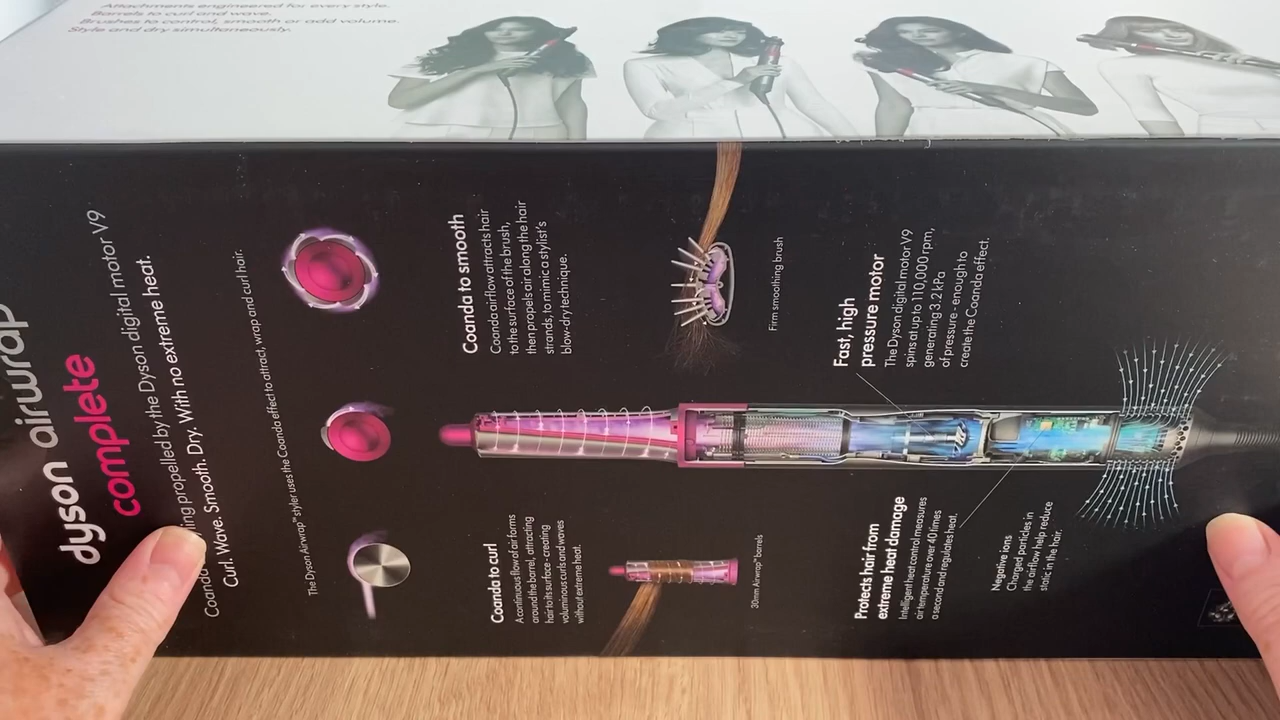 Attachments engineered for every style.
Barrels to curl and wave.
Brushes to control, smooth or add volume.
Style and dry simultaneously.
dyson airwrap
complete
propelled by the Dyson digital motor V9
Curl. Wave. Smooth. Dry. With no extreme heat.
The Dyson Airwrap™ styler uses the Coanda effect to attract, wrap and curl hair.
Coanda to curl
A continuous flow of air forms
around the barrel, attracting
hair to its surface - creating
voluminous curls and waves
without extreme heat.
30mm Airwrap™ barrels
Coanda to smooth
Coanda airflow attracts hair
to the surface of the brush,
then propels air along the hair
strands, to mimic a stylist's
blow-dry technique.
Firm smoothing brush
Protects hair from
extreme heat damage
Intelligent heat control measures
air temperature over 40 times
a second and regulates heat.
Negative ions
Charged particles in
the airflow help reduce
static in the hair.
Fast, high
pressure motor
The Dyson digital motor V9
spins at up to 110,000 rpm,
generating 3.2 kPa
of pressure - enough to
create the Coanda effect.